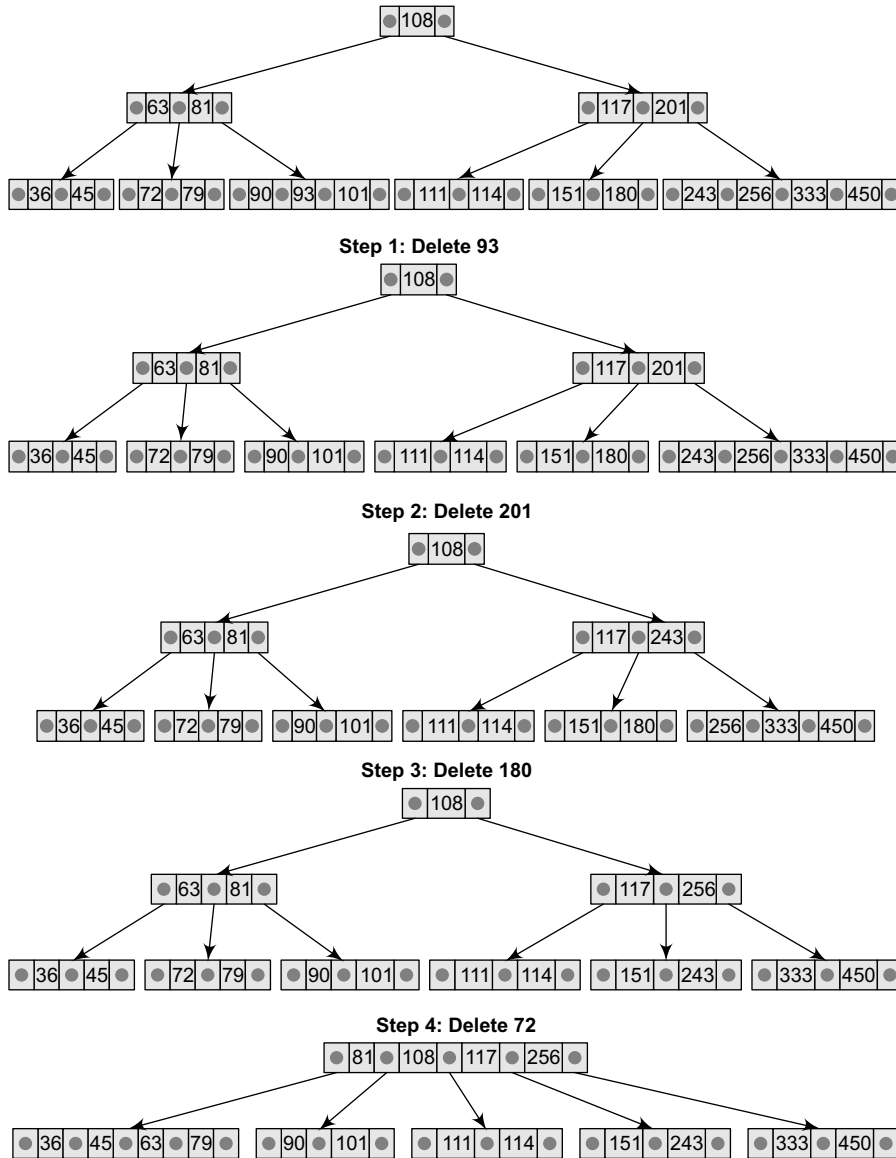 108
63 81 117 201
36 45 72 79 90 93 101 111 114 151 180 243 256 333 450
Step 1: Delete 93
108
63 81 117 201
36 45 72 79 90 101 111 114 151 180 243 256 333 450
Step 2: Delete 201
108
63 81 117 243
36 45 72 79 90 101 111 114 151 180 256 333 450
Step 3: Delete 180
108
63 81 117 256
36 45 72 79 90 101 111 114 151 243 333 450
Step 4: Delete 72
81 108 117 256
36 45 63 79 90 101 111 114 151 243 333 450